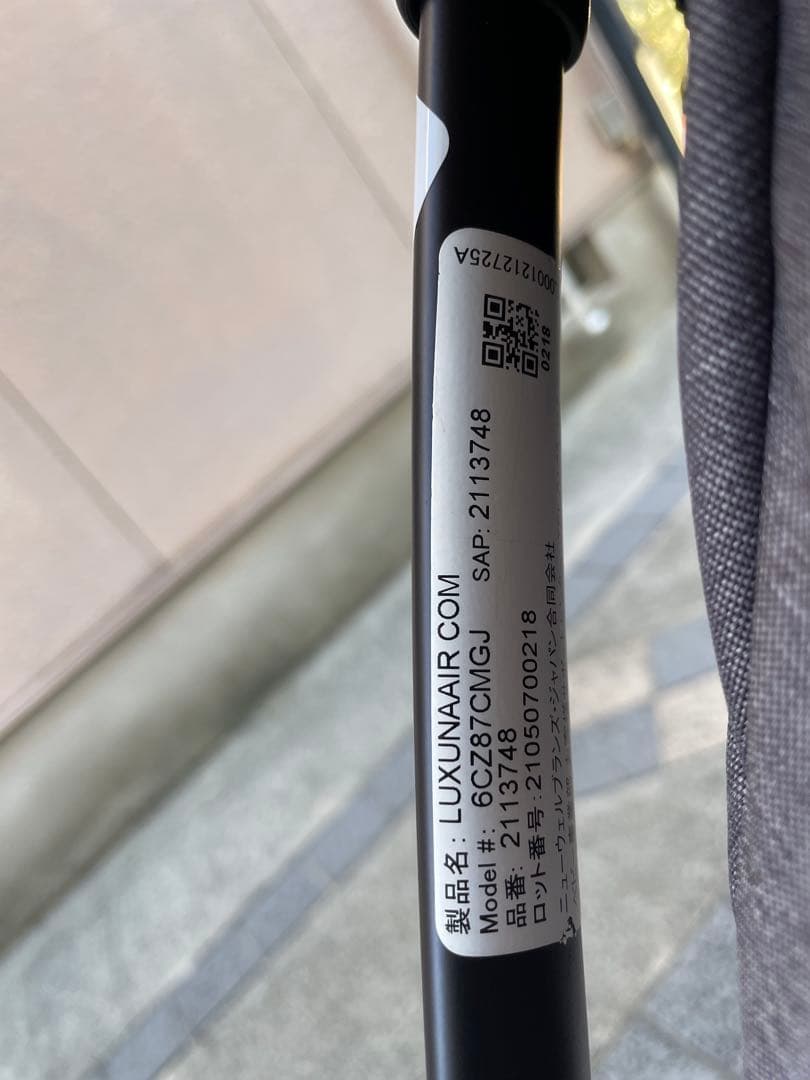 製品名: LUXUNAAIR COM
Model #: 6CZ87CMGJ SAP: 2113748
品番: 2113748
ロット番号:21050700218
ニューウェルブランズ・ジャパン合同会社
0218
0001212725A